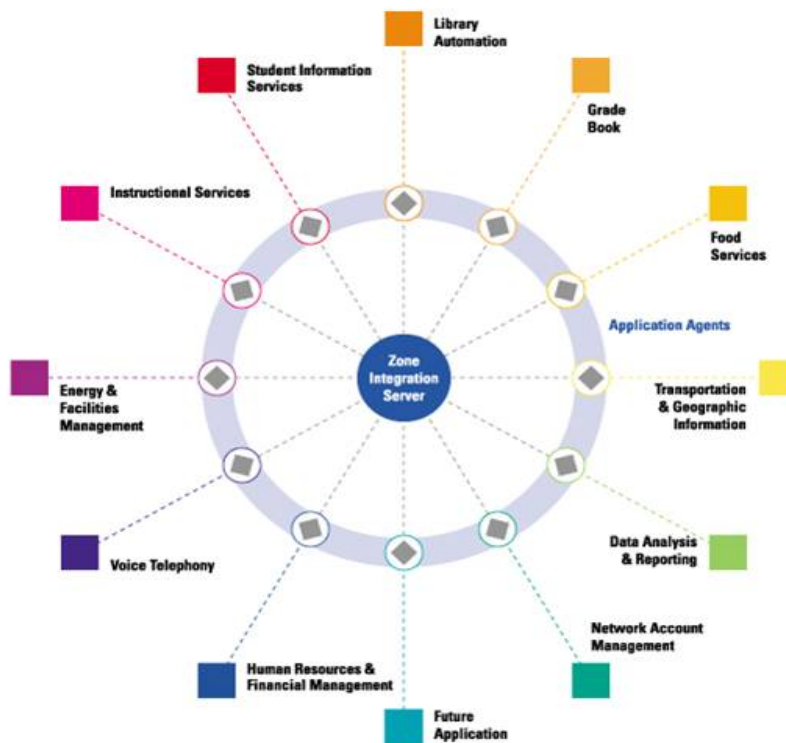 Library
Automation
Student Information
Services
Grade
Book
Instructional Services
Food
Services
Application Agents
Zone
Integration
Server
Energy &
Facilities
Management
Transportation
& Geographic
Information
Voice Telephony
Data Analysis
& Reporting
Network Account
Management
Human Resources &
Financial Management
Future
Application